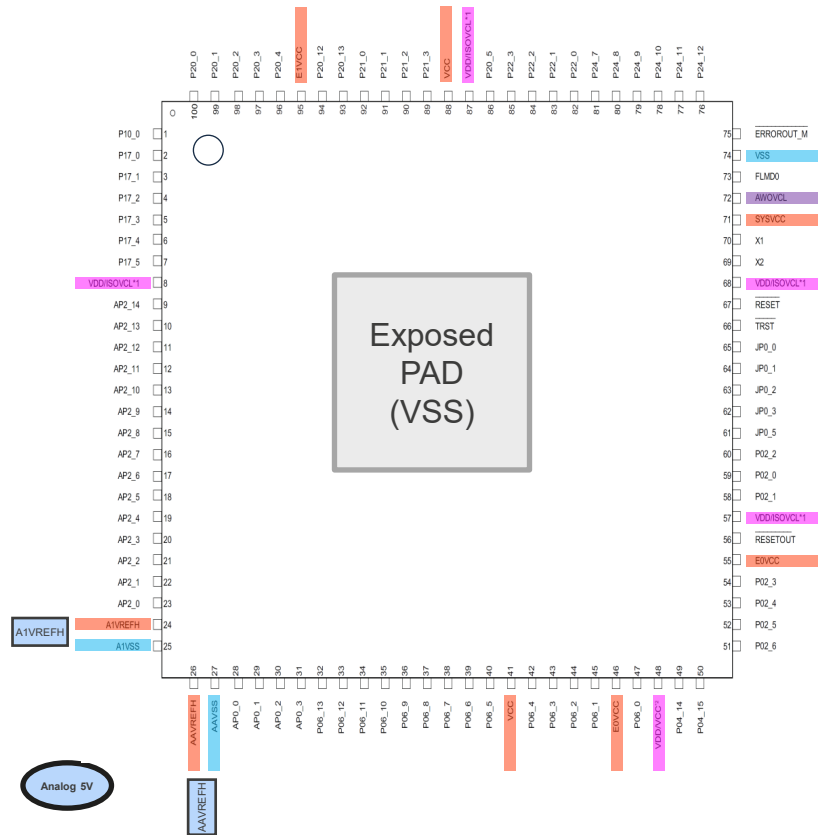 P20_0
P20_1
P20_2
P20_3
P20_4
E1VCC
P20_12
P20_13
P21_0
P21_1
P21_2
P21_3
VCC
VDD/ISOVCL*1
P20_5
P22_3
P22_2
P22_1
P22_0
P24_7
P24_8
P24_9
P24_10
P24_11
P24_12
100
99
98
97
96
95
94
93
92
91
90
89
88
87
86
85
84
83
82
81
80
79
78
77
76
P10_0 1
P17_0 2
P17_1 3
P17_2 4
P17_3 5
P17_4 6
P17_5 7
VDD/ISOVCL*1 8
AP2_14 9
AP2_13 10
AP2_12 11
AP2_11 12
AP2_10 13
AP2_9 14
AP2_8 15
AP2_7 16
AP2_6 17
AP2_5 18
AP2_4 19
AP2_3 20
AP2_2 21
AP2_1 22
AP2_0 23
A1VREFH
A1VREFH 24
A1VSS 25
Exposed
PAD
(VSS)
75 ERROROUT_M
74 VSS
73 FLMD0
72 AWOVCL
71 SYSVCC
70 X1
69 X2
68 VDD/ISOVCL*1
67 RESET
66 TRST
65 JP0_0
64 JP0_1
63 JP0_2
62 JP0_3
61 JP0_5
60 P02_2
59 P02_0
58 P02_1
57 VDD/ISOVCL*1
56 RESETOUT
55 E0VCC
54 P02_3
53 P02_4
52 P02_5
51 P02_6
26
27
28
29
30
31
32
33
34
35
36
37
38
39
40
41
42
43
44
45
46
47
48
49
50
AAVREFH
AAVSS
AP0_0
AP0_1
AP0_2
AP0_3
P06_13
P06_12
P06_11
P06_10
P06_9
P06_8
P06_7
P06_6
P06_5
VCC
P06_4
P06_3
P06_2
P06_1
E0VCC
P06_0
VDD/VCC*1
P04_14
P04_15
Analog 5V
AAVREFH